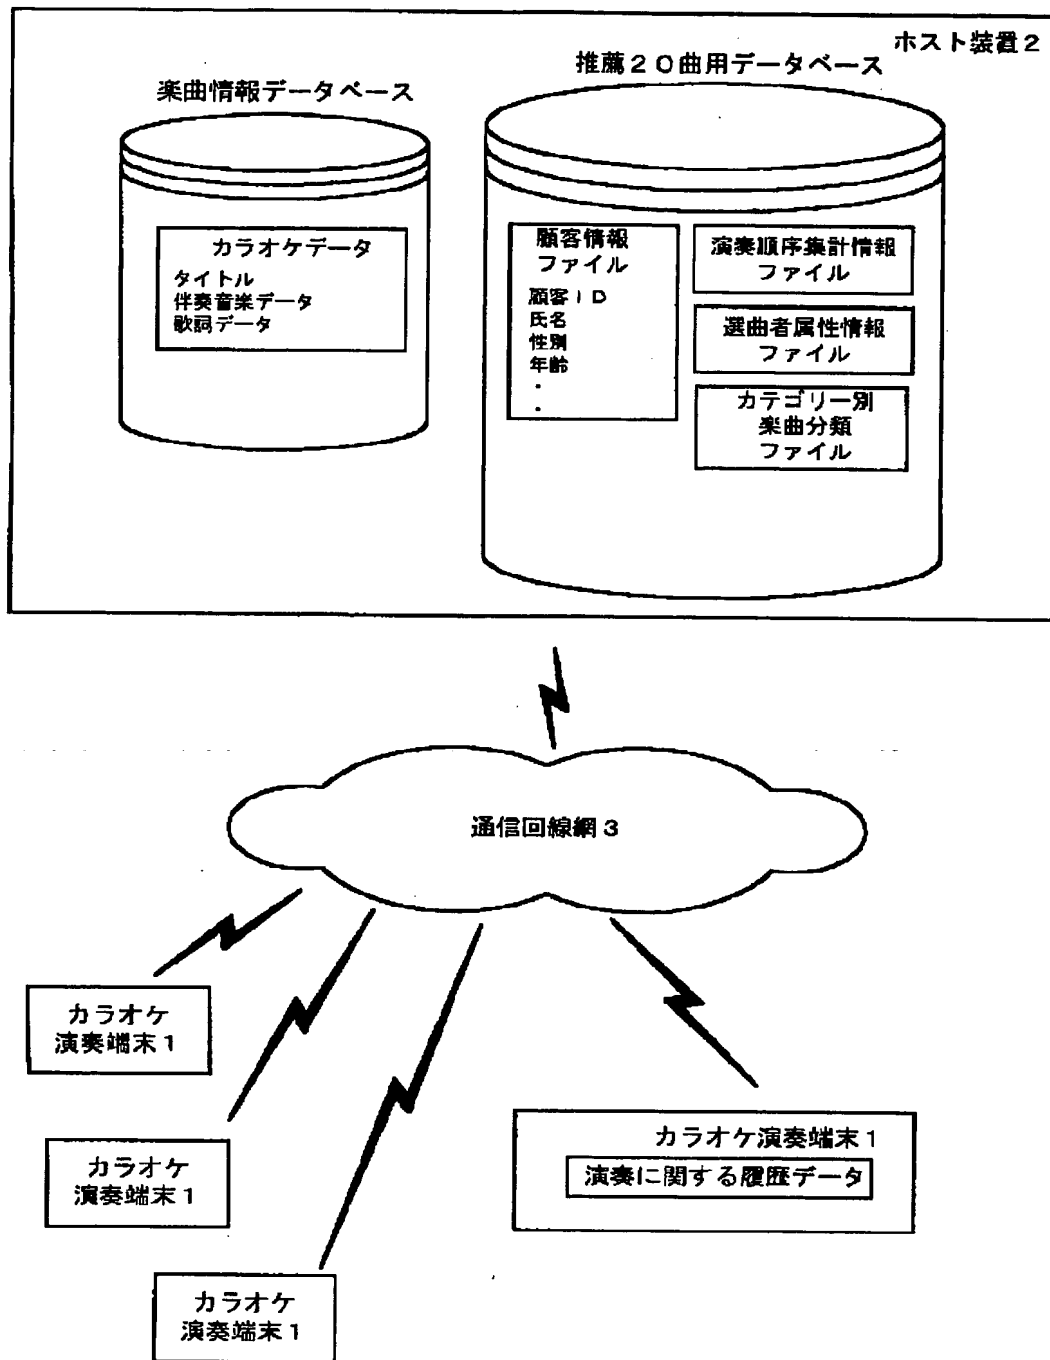 ホスト装置2
楽曲情報データベース
推薦20曲用データベース
カラオケデータ
タイトル
伴奏音楽データ
歌詞データ
顧客情報
ファイル
顧客ID
氏名
性別
年齢
・
・
演奏順序集計情報
ファイル
選曲者属性情報
ファイル
カテゴリー別
楽曲分類
ファイル
通信回線網3
カラオケ
演奏端末1
カラオケ
演奏端末1
カラオケ
演奏端末1
カラオケ演奏端末1
演奏に関する履歴データ